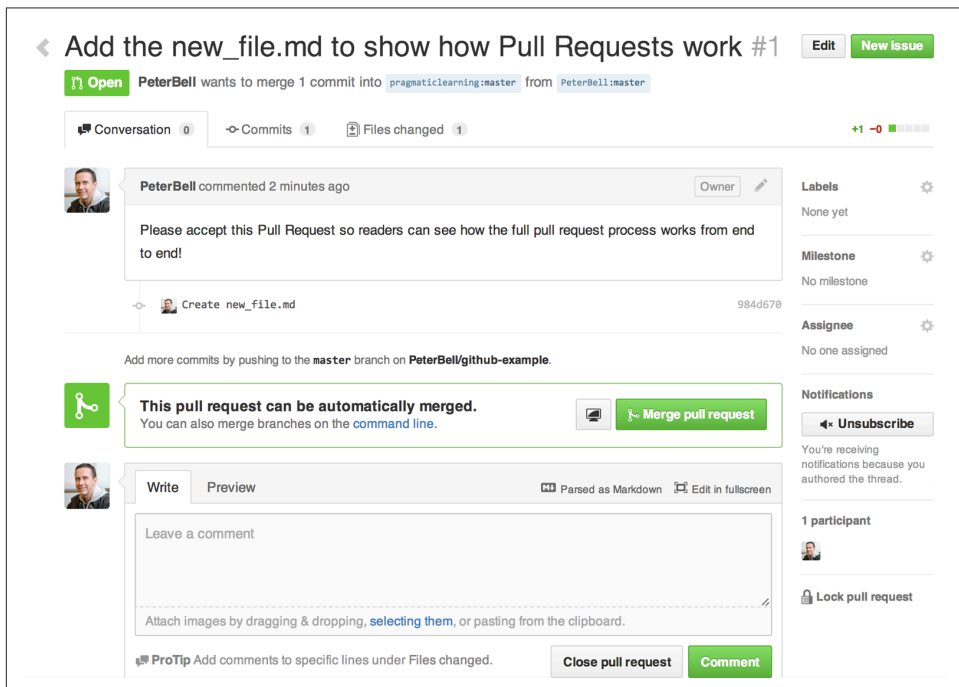 Add the new_file.md to show how Pull Requests work #1
Edit
New issue
Open
PeterBell wants to merge 1 commit into pragmaticlearning:master from PeterBell:master
Conversation 0
Commits 1
Files changed 1
+1 −0
PeterBell commented 2 minutes ago
Owner
Please accept this Pull Request so readers can see how the full pull request process works from end
to end!
Create new_file.md
984d670
Add more commits by pushing to the master branch on PeterBell/github-example.
This pull request can be automatically merged.
You can also merge branches on the command line.
Merge pull request
Write
Preview
Parsed as Markdown
Edit in fullscreen
Leave a comment
Attach images by dragging & dropping, selecting them, or pasting from the clipboard.
ProTip Add comments to specific lines under Files changed.
Close pull request
Comment
Labels
None yet
Milestone
No milestone
Assignee
No one assigned
Notifications
Unsubscribe
You're receiving
notifications because you
authored the thread.
1 participant
Lock pull request